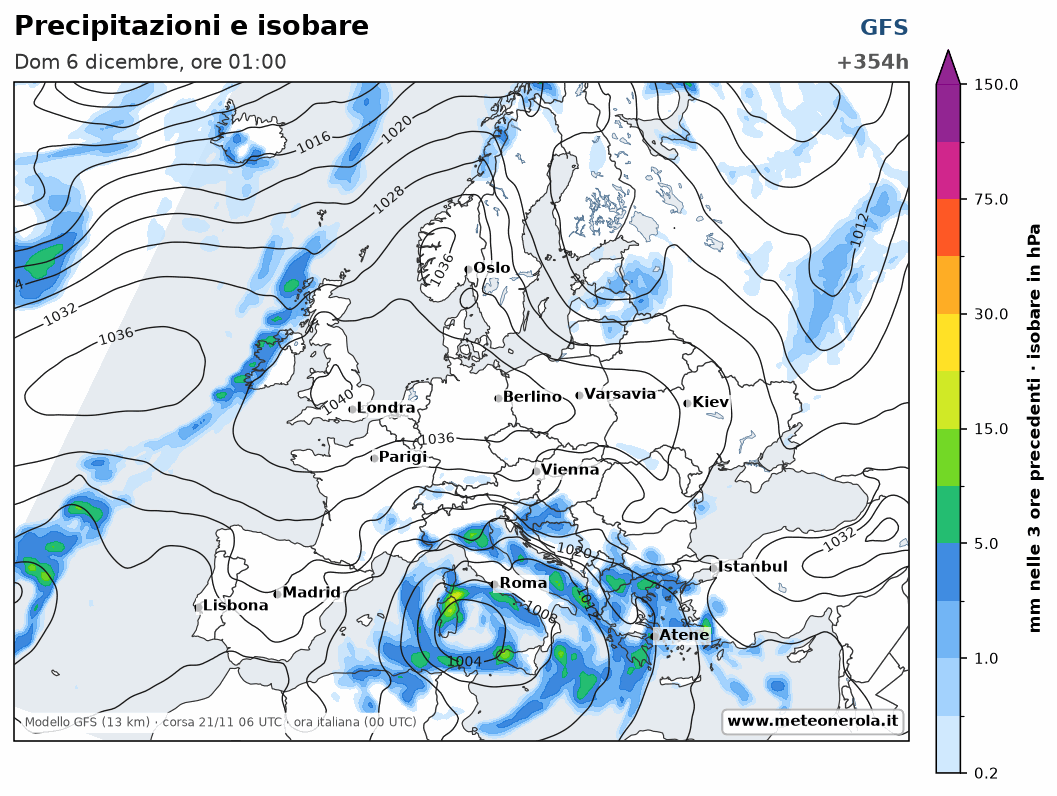 Precipitazioni e isobare
GFS
Dom 6 dicembre, ore 01:00
+354h
150.0
75.0
30.0
15.0
5.0
1.0
0.2
mm nelle 3 ore precedenti · isobare in hPa
1016
1020
1028
1012
1036
Oslo
4
1032
1036
1040
Londra
Berlino
Varsavia
Kiev
1036
Parigi
Vienna
1020
1032
Istanbul
Roma
Madrid
Lisbona
1008
1012
Atene
1004
Modello GFS (13 km) · corsa 21/11 06 UTC · ora italiana (00 UTC)
www.meteonerola.it